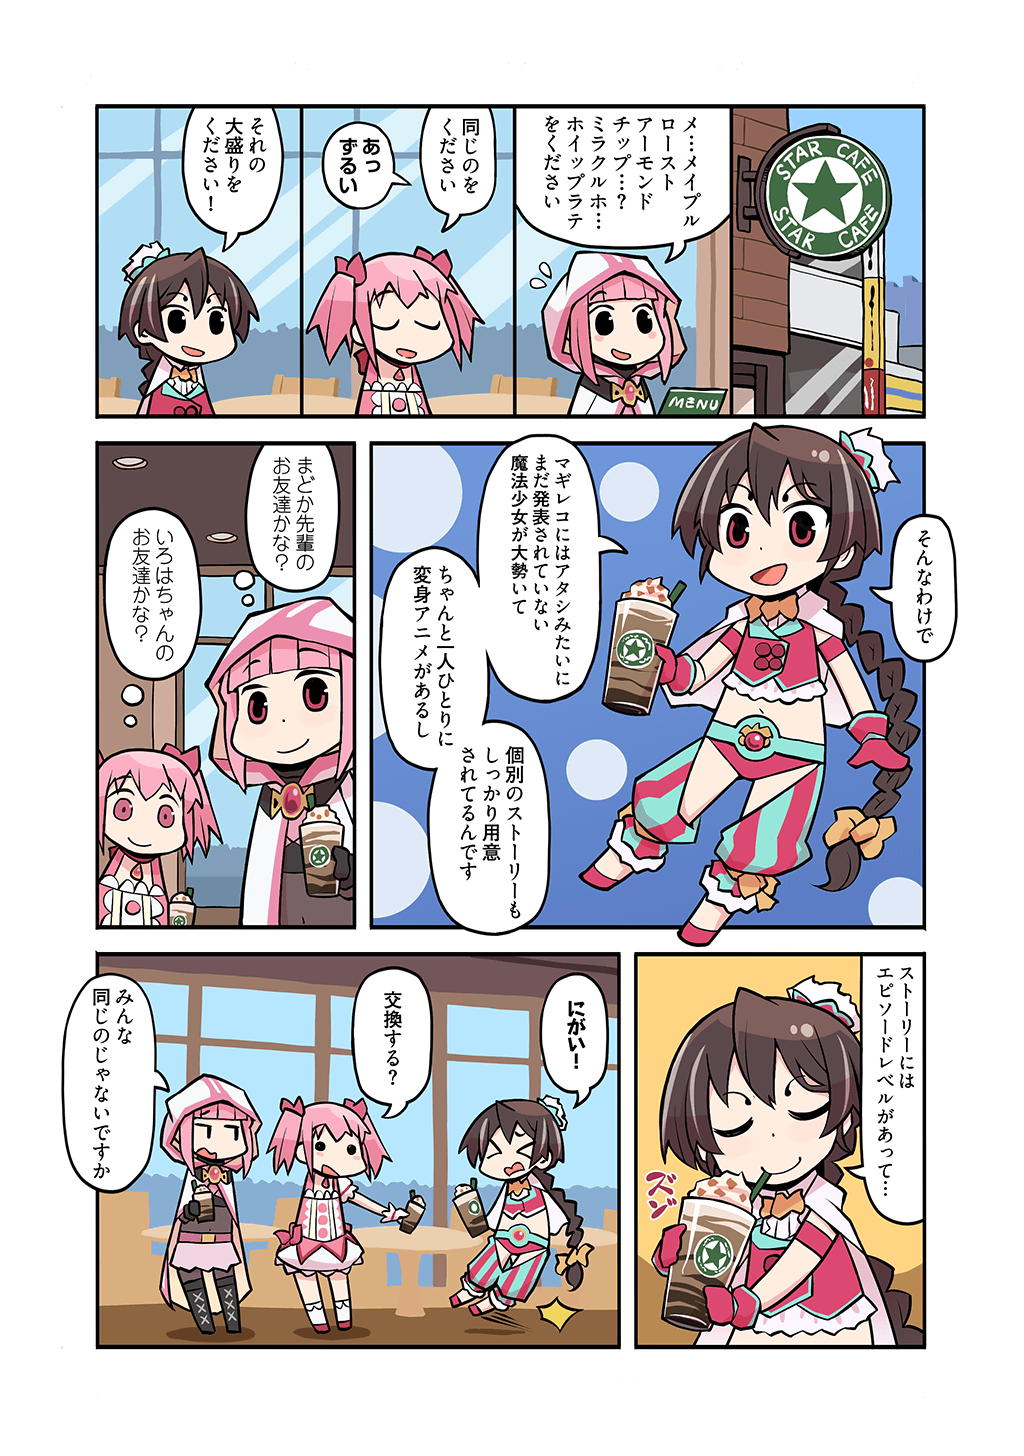 STAR CAFE
STAR CAFE
MENU
メ…メイプル
ロースト
アーモンド
チップ…?
ミラクルホ…
ホイップラテ
をください
同じのを
ください
あっ
ずるい
それの
大盛りを
ください!
そんなわけで
マギレコにはアタシみたいに
まだ発表されていない
魔法少女が大勢いて
ちゃんと一人ひとりに
変身アニメがあるし
個別のストーリーも
しっかり用意
されてるんです
まどか先輩の
お友達かな?
いろはちゃんの
お友達かな?
ストーリーには
エピソードレベルがあって…
ズゾ
にがい!
交換する?
みんな
同じのじゃないですか